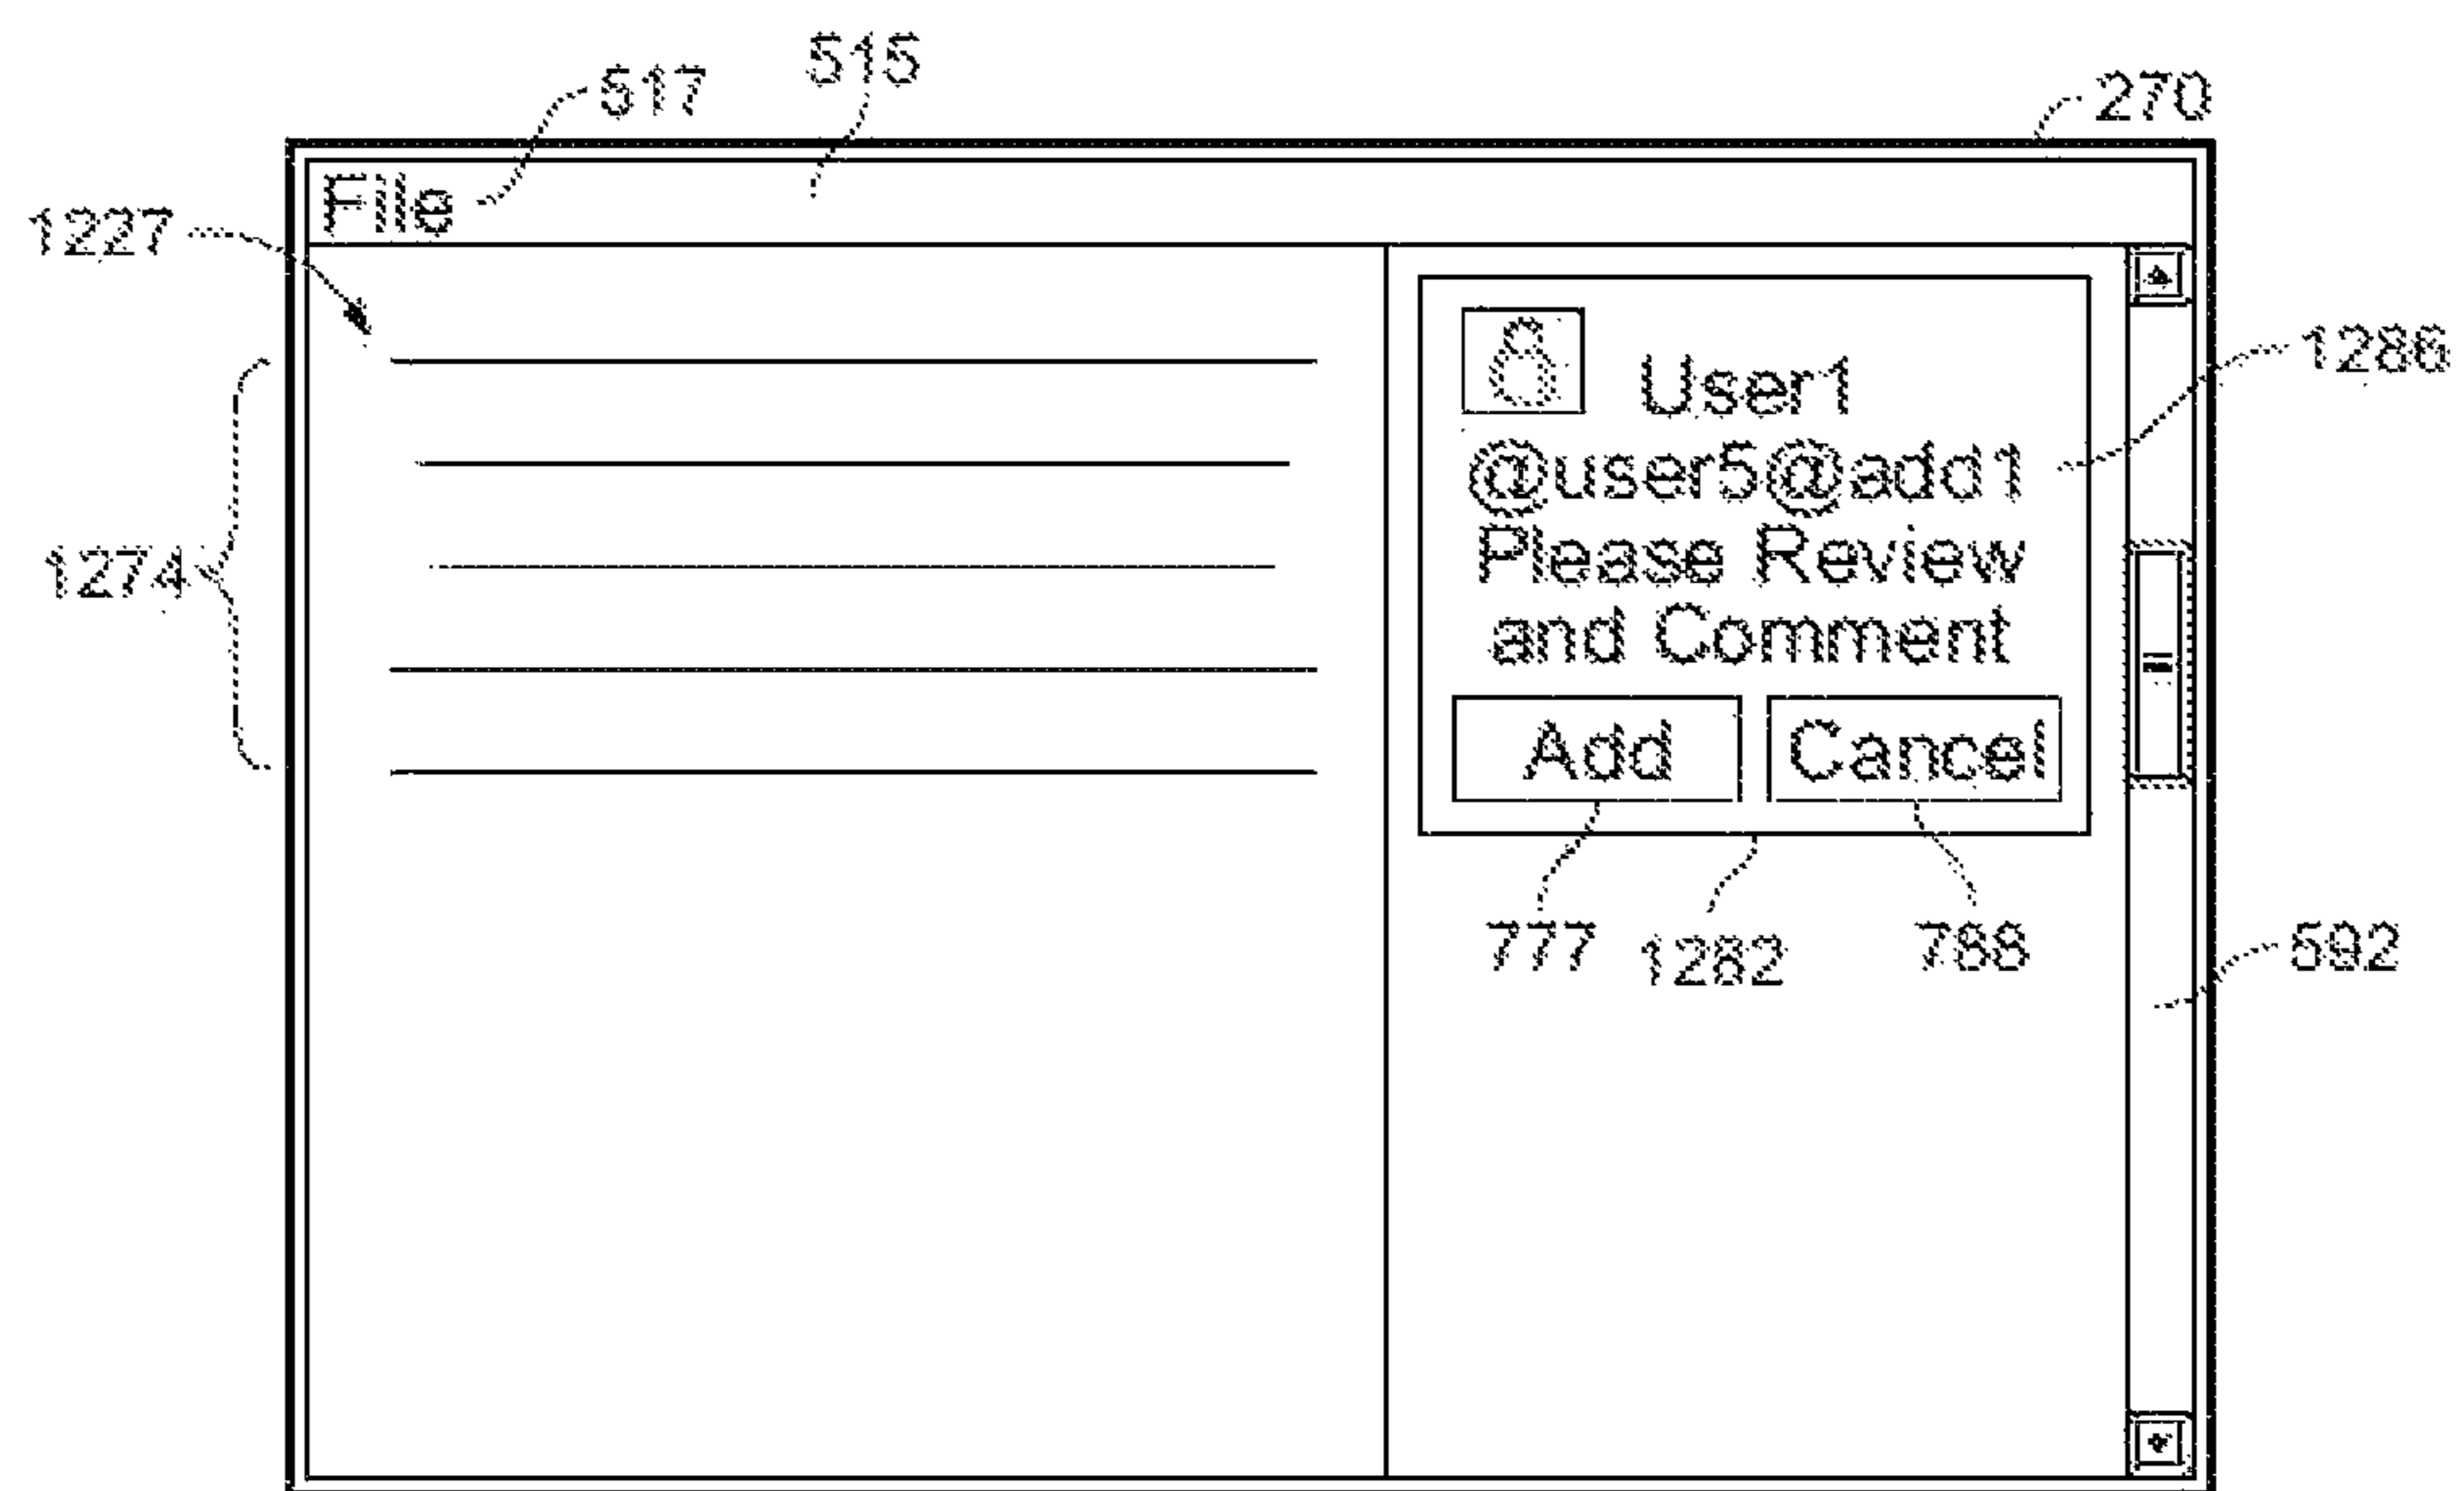 517
515
270
File
1227
User1
1286
@user5@add1
Please Review
1274
and Comment
Add
Cancel
777
1282
788
592